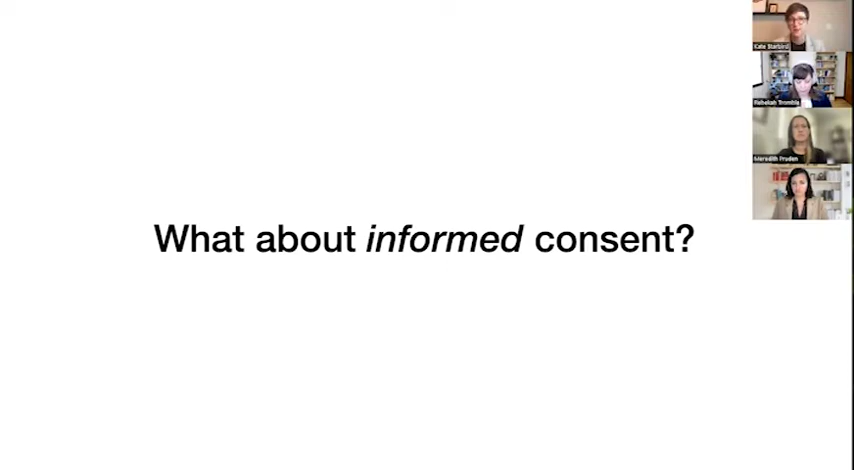 What about informed consent?
Kate Starbird
Rebekah Tromble
Meredith Pruden